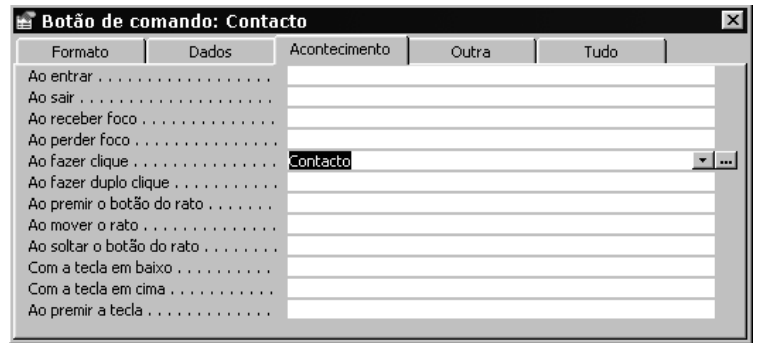 Botão de comando: Contacto
Formato Dados Acontecimento Outra Tudo
Ao entrar . . . . . . . . . . . . . . . . . .
Ao sair . . . . . . . . . . . . . . . . . . . .
Ao receber foco . . . . . . . . . . . . . .
Ao perder foco . . . . . . . . . . . . . . .
Ao fazer clique . . . . . . . . . . . . . . . Contacto ...
Ao fazer duplo clique . . . . . . . . . .
Ao premir o botão do rato . . . . . . .
Ao mover o rato . . . . . . . . . . . . . .
Ao soltar o botão do rato . . . . . . . .
Com a tecla em baixo . . . . . . . . . .
Com a tecla em cima . . . . . . . . . . .
Ao premir a tecla . . . . . . . . . . . . .